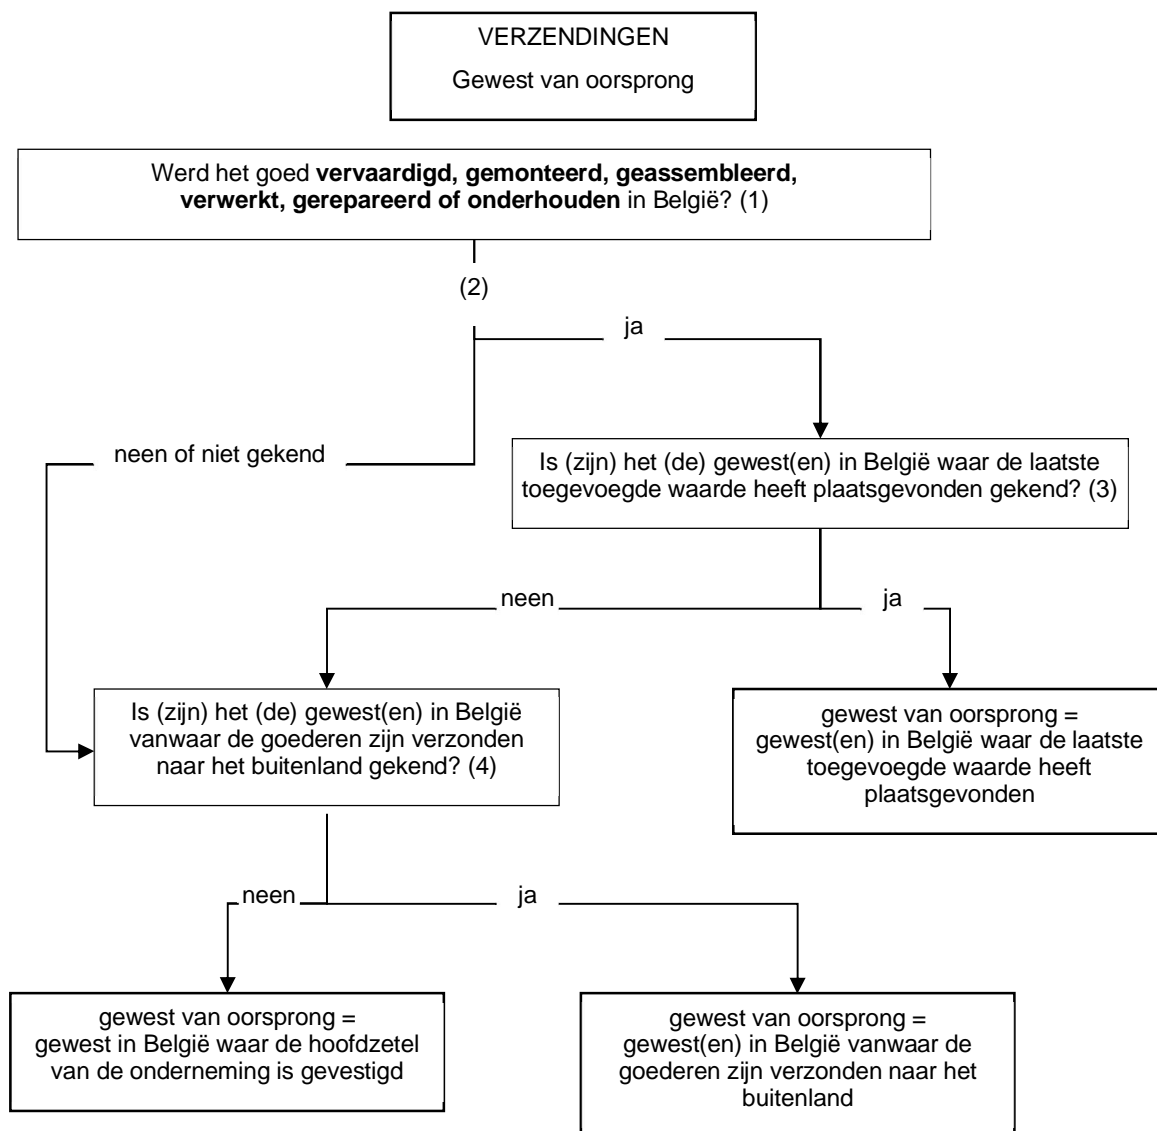 VERZENDINGEN
Gewest van oorsprong
Werd het goed vervaardigd, gemonteerd, geassembleerd,
verwerkt, gerepareerd of onderhouden in België? (1)
(2)
ja
neen of niet gekend
Is (zijn) het (de) gewest(en) in België waar de laatste
toegevoegde waarde heeft plaatsgevonden gekend? (3)
neen
ja
Is (zijn) het (de) gewest(en) in België
vanwaar de goederen zijn verzonden
naar het buitenland gekend? (4)
gewest van oorsprong =
gewest(en) in België waar de laatste
toegevoegde waarde heeft
plaatsgevonden
neen
ja
gewest van oorsprong =
gewest in België waar de hoofdzetel
van de onderneming is gevestigd
gewest van oorsprong =
gewest(en) in België vanwaar de
goederen zijn verzonden naar het
buitenland